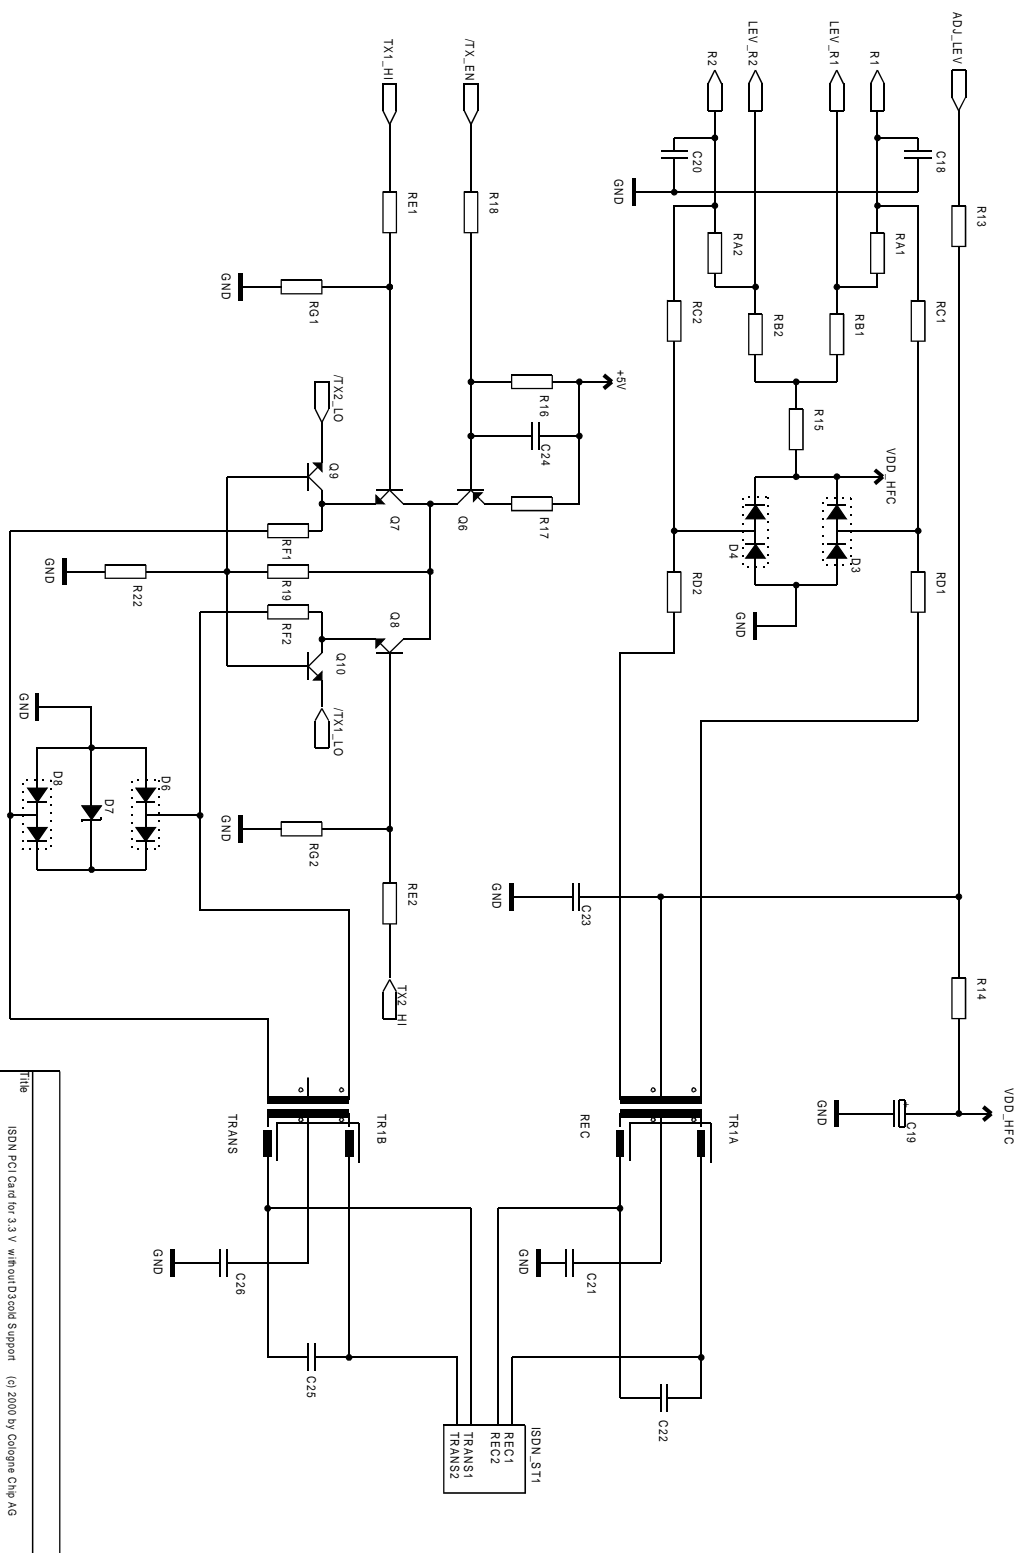 ADJ_LEV
R13
R14
VDD_HFC
C19
GND
R1
C18
LEV_R1
RA1
RC1
RB1
LEV_R2
R2
C20
GND
RA2
RC2
RB2
R15
VDD_HFC
D3
D4
GND
RD1
RD2
C23
GND
TR1A
REC
C21
GND
C22
/TX_EN
R18
+5V
R16
C24
R17
Q6
TX1_HI
RE1
RG1
GND
Q7
Q8
/TX2_LO
Q9
RF1
R19
RF2
R22
GND
Q10
/TX1_LO
RG2
GND
RE2
TX2_HI
GND
D6
D7
D8
TR1B
TRANS
C26
GND
C25
ISDN_ST1
REC1
REC2
TRANS1
TRANS2
Title
ISDN PCI Card for 3.3 V without D3cold Support (c) 2000 by Cologne Chip AG